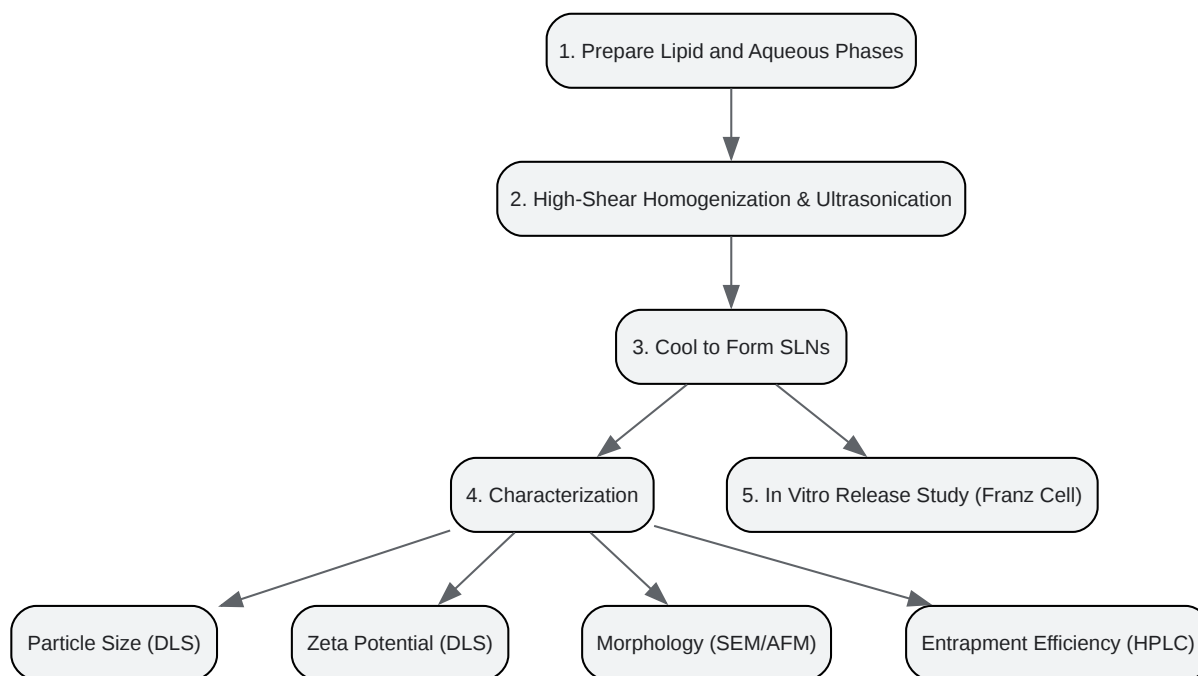 1. Prepare Lipid and Aqueous Phases
2. High-Shear Homogenization & Ultrasonication
3. Cool to Form SLNs
4. Characterization
5. In Vitro Release Study (Franz Cell)
Particle Size (DLS)
Zeta Potential (DLS)
Morphology (SEM/AFM)
Entrapment Efficiency (HPLC)